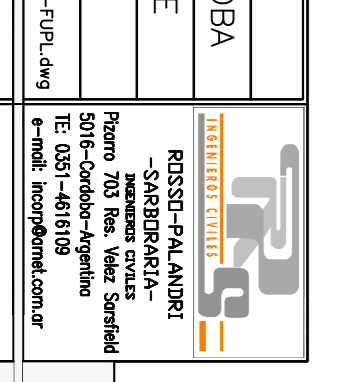 -FUPL.dwg
E
OBA
INGENIEROS CIVILES
ROSSO-PALANDRI
-SARBORARIA-
INGENIEROS CIVILES
Pizarro 703 Res. Velez Sarsfield
5016-Cordoba-Argentina
TE: 0351-4616109
e-mail: incorp@arnet.com.ar